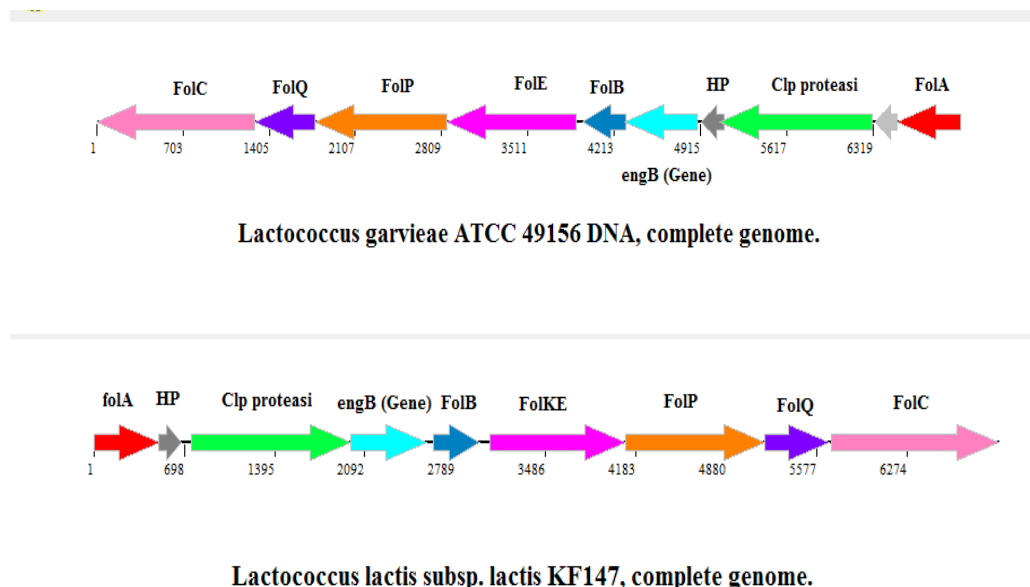 FolC FolQ FolP FolE FolB HP Clp proteasi FolA
1 703 1405 2107 2809 3511 4213 4915 5617 6319
engB (Gene)
Lactococcus garvieae ATCC 49156 DNA, complete genome.
folA HP Clp proteasi engB (Gene) FolB FolKE FolP FolQ FolC
1 698 1395 2092 2789 3486 4183 4880 5577 6274
Lactococcus lactis subsp. lactis KF147, complete genome.